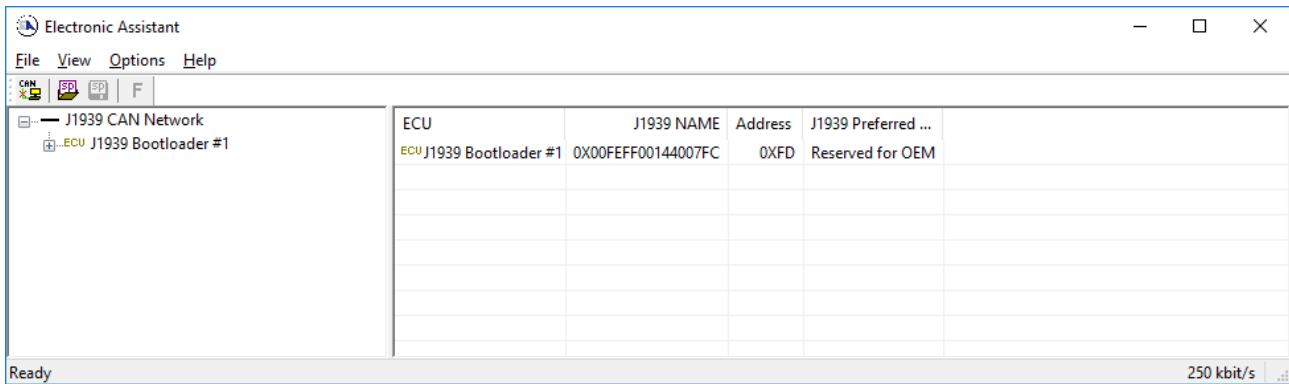 Electronic Assistant
File View Options Help
CAN SP SP F
J1939 CAN Network
ECU J1939 Bootloader #1
ECU J1939 NAME Address J1939 Preferred ...
ECU J1939 Bootloader #1 0X00FEFF00144007FC 0XFD Reserved for OEM
Ready 250 kbit/s